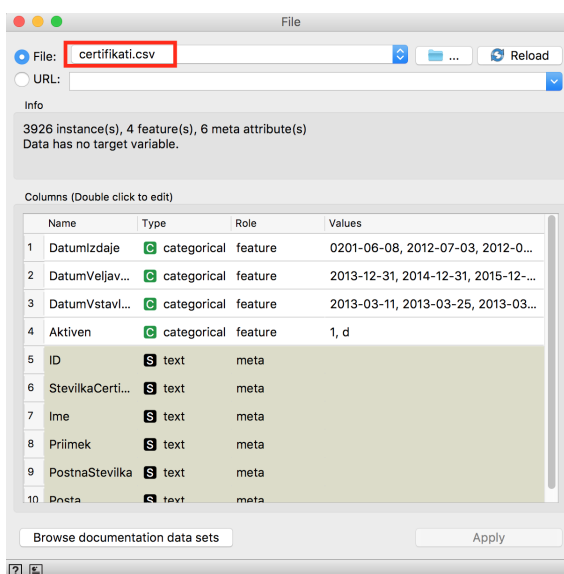 File
File: certifikati.csv ... Reload
URL:
Info
3926 instance(s), 4 feature(s), 6 meta attribute(s)
Data has no target variable.
Columns (Double click to edit)
Name Type Role Values
1 DatumIzdaje C categorical feature 0201-06-08, 2012-07-03, 2012-0...
2 DatumVeljav... C categorical feature 2013-12-31, 2014-12-31, 2015-12-...
3 DatumVstavl... C categorical feature 2013-03-11, 2013-03-25, 2013-03...
4 Aktiven C categorical feature 1, d
5 ID S text meta
6 StevilkaCerti... S text meta
7 Ime S text meta
8 Priimek S text meta
9 PostnaStevilka S text meta
10 Posta S text meta
Browse documentation data sets Apply
?